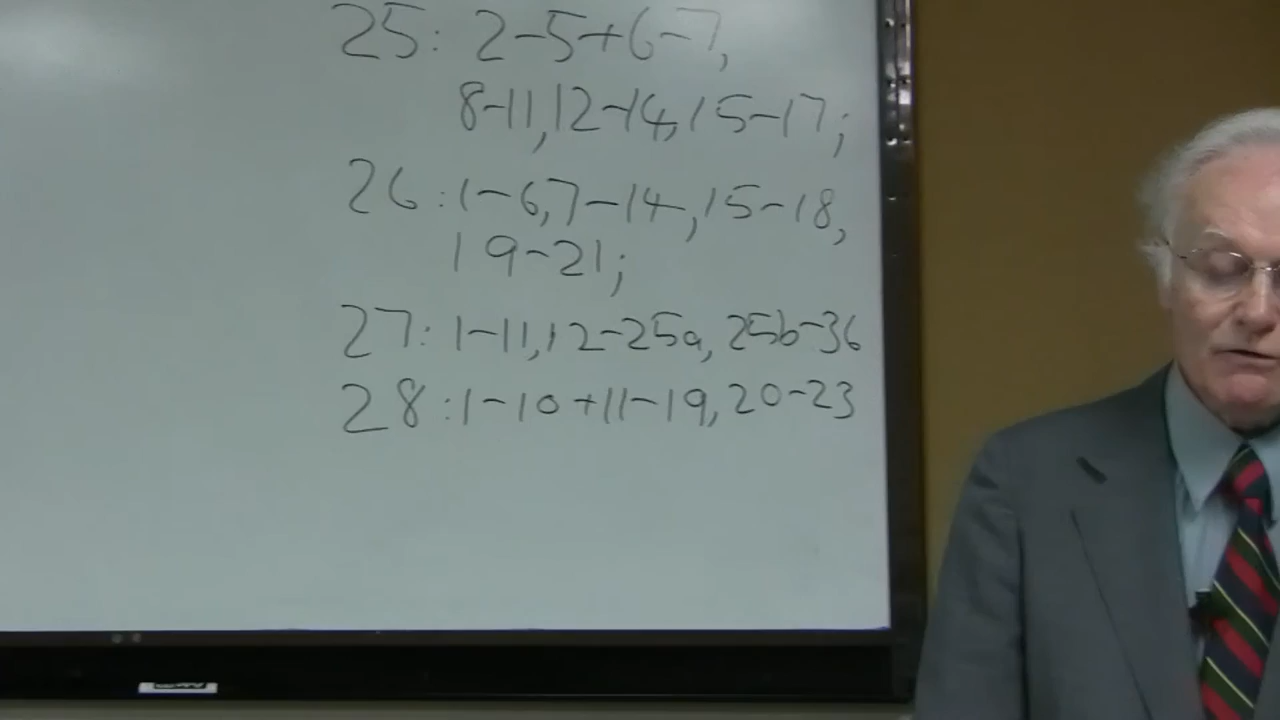 25: 2-5+6-7,
8-11, 12-14, 15-17;
26: 1-6, 7-14, 15-18,
19-21;
27: 1-11, 12-25a, 25b-36
28: 1-10+11-19, 20-23